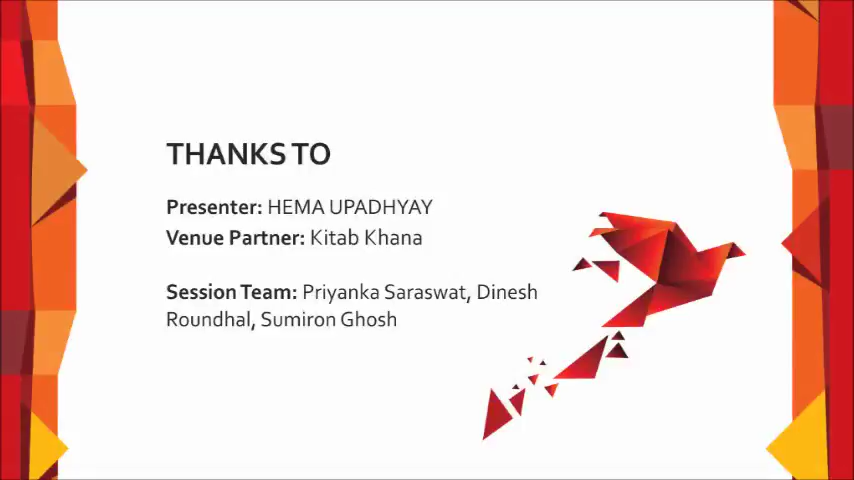 THANKS TO
Presenter: HEMA UPADHYAY
Venue Partner: Kitab Khana
Session Team: Priyanka Saraswat, Dinesh
Roundhal, Sumiron Ghosh